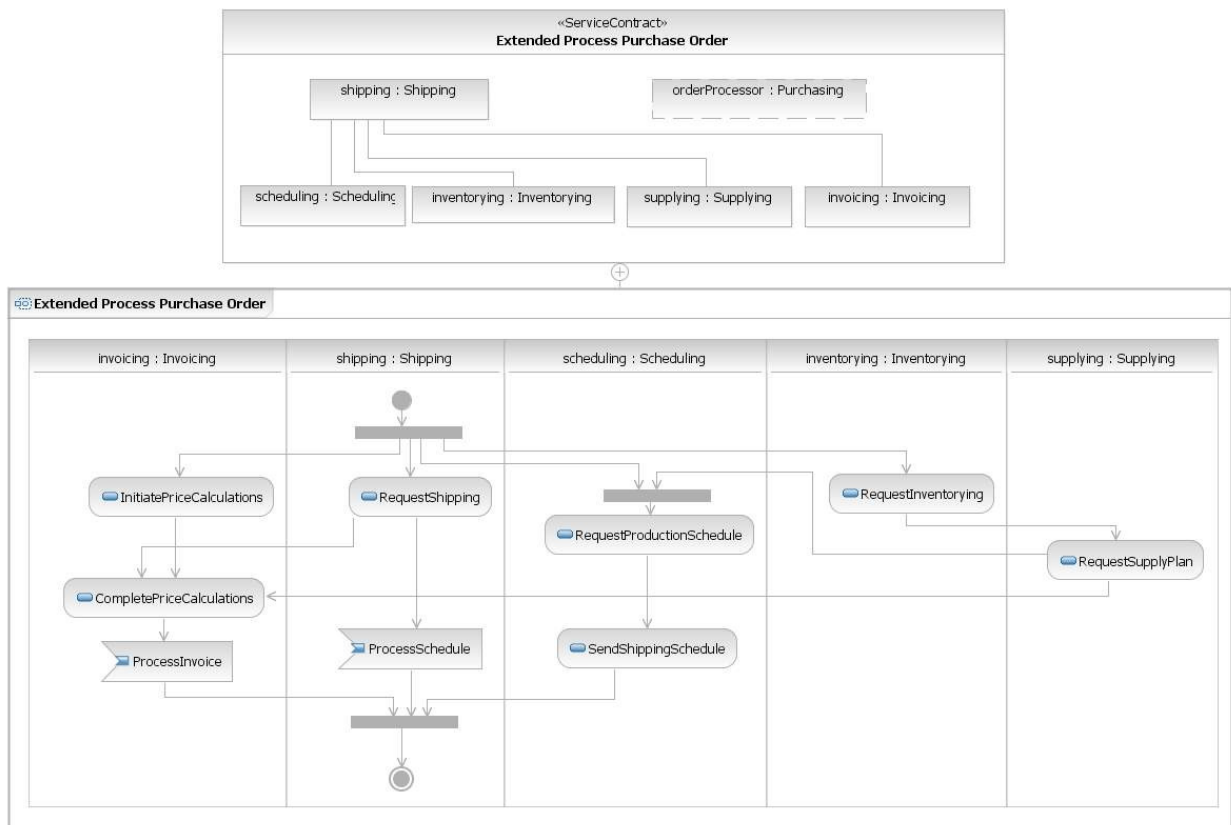 «ServiceContract»
Extended Process Purchase Order
shipping : Shipping
orderProcessor : Purchasing
scheduling : Scheduling
inventorying : Inventorying
supplying : Supplying
invoicing : Invoicing
Extended Process Purchase Order
invoicing : Invoicing
shipping : Shipping
scheduling : Scheduling
inventorying : Inventorying
supplying : Supplying
InitiatePriceCalculations
RequestShipping
RequestInventorying
RequestProductionSchedule
RequestSupplyPlan
CompletePriceCalculations
ProcessInvoice
ProcessSchedule
SendShippingSchedule